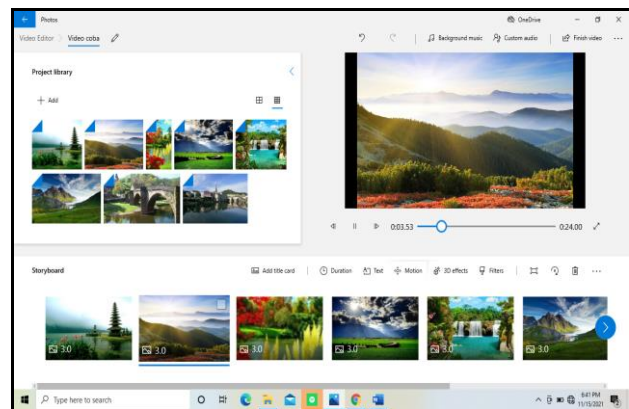 Photos
OneDrive
Video Editor > Video coba
Background music
Custom audio
Finish video
Project library
+ Add
0:03.53
0:24.00
Storyboard
Add title card
Duration
Text
Motion
3D effects
Filters
3.0
3.0
3.0
3.0
3.0
3.0
Type here to search
6:41 PM
11/15/2021